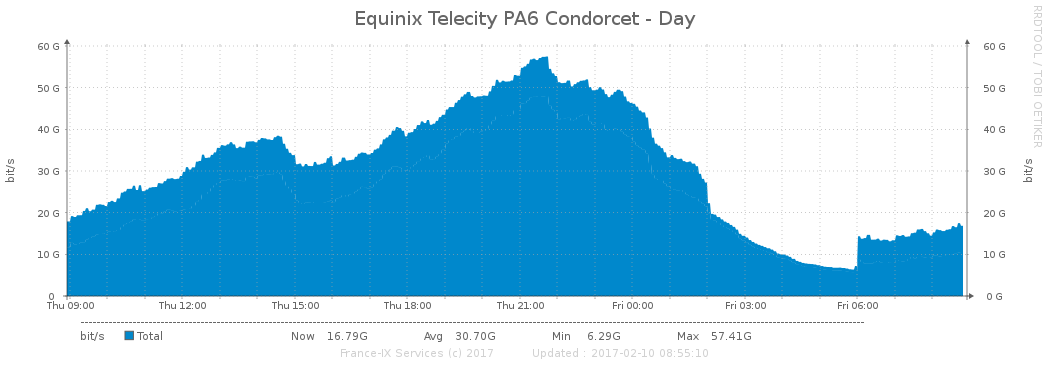 Equinix Telecity PA6 Condorcet - Day
RRDTOOL / TOBI OETIKER
60 G 60 G
50 G 50 G
40 G 40 G
30 G 30 G
20 G 20 G
10 G 10 G
0 0 G
bit/s bit/s
Thu 09:00 Thu 12:00 Thu 15:00 Thu 18:00 Thu 21:00 Fri 00:00 Fri 03:00 Fri 06:00
bit/s Total Now 16.79G Avg 30.70G Min 6.29G Max 57.41G
France-IX Services (c) 2017 Updated : 2017-02-10 08:55:10